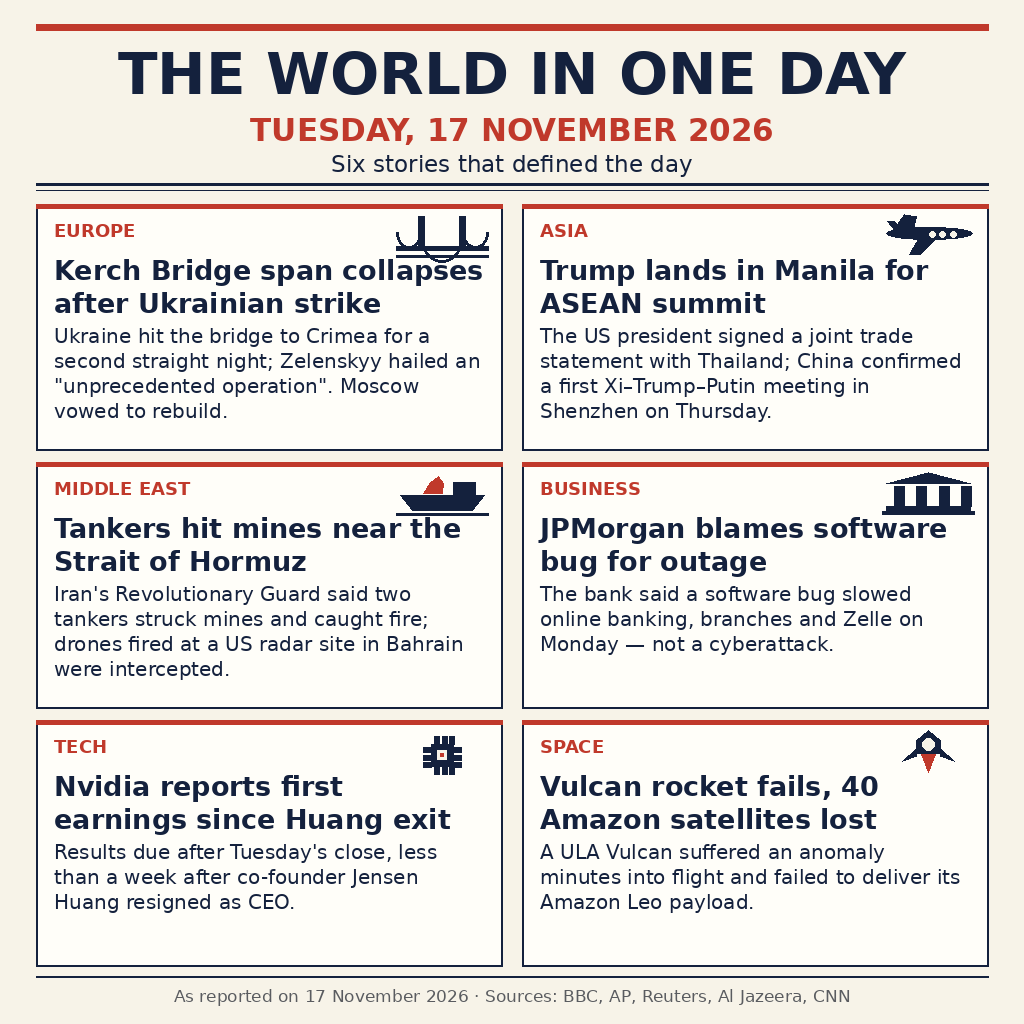 THE WORLD IN ONE DAY
TUESDAY, 17 NOVEMBER 2026
Six stories that defined the day
EUROPE
Kerch Bridge span collapses
after Ukrainian strike
Ukraine hit the bridge to Crimea for a
second straight night; Zelenskyy hailed an
"unprecedented operation". Moscow
vowed to rebuild.
ASIA
Trump lands in Manila for
ASEAN summit
The US president signed a joint trade
statement with Thailand; China confirmed
a first Xi–Trump–Putin meeting in
Shenzhen on Thursday.
MIDDLE EAST
Tankers hit mines near the
Strait of Hormuz
Iran's Revolutionary Guard said two
tankers struck mines and caught fire;
drones fired at a US radar site in Bahrain
were intercepted.
BUSINESS
JPMorgan blames software
bug for outage
The bank said a software bug slowed
online banking, branches and Zelle on
Monday — not a cyberattack.
TECH
Nvidia reports first
earnings since Huang exit
Results due after Tuesday's close, less
than a week after co-founder Jensen
Huang resigned as CEO.
SPACE
Vulcan rocket fails, 40
Amazon satellites lost
A ULA Vulcan suffered an anomaly
minutes into flight and failed to deliver its
Amazon Leo payload.
As reported on 17 November 2026 · Sources: BBC, AP, Reuters, Al Jazeera, CNN